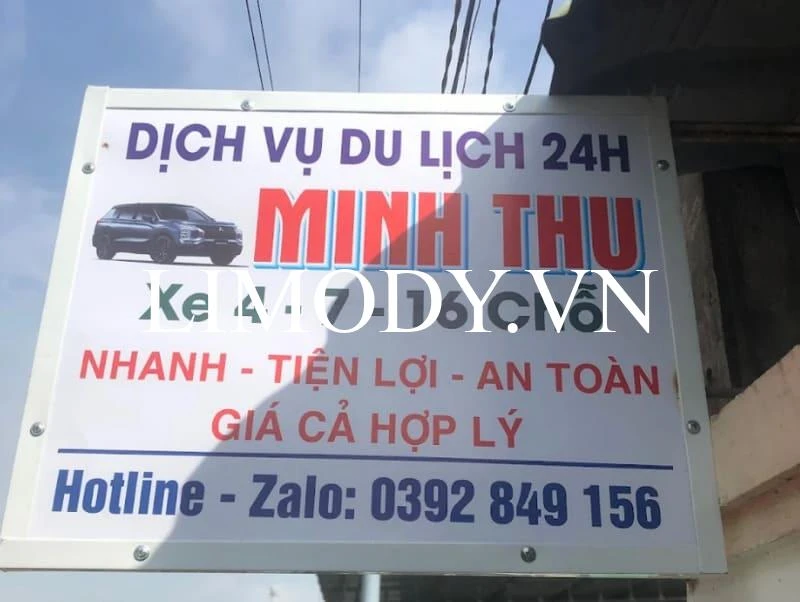 DỊCH VỤ DU LỊCH 24H
MINH THU
Xe 4 - 7 - 16 Chỗ
LIMODY.VN
NHANH - TIỆN LỢI - AN TOÀN
GIÁ CẢ HỢP LÝ
Hotline - Zalo: 0392 849 156